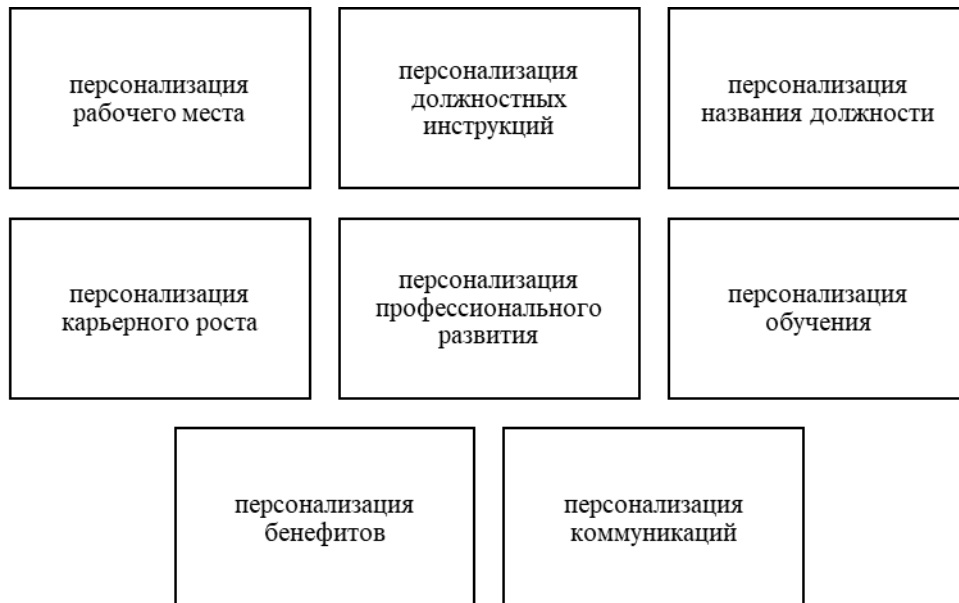 персонализация
рабочего места
персонализация
должностных
инструкций
персонализация
названия должности
персонализация
карьерного роста
персонализация
профессионального
развития
персонализация
обучения
персонализация
бенефитов
персонализация
коммуникаций